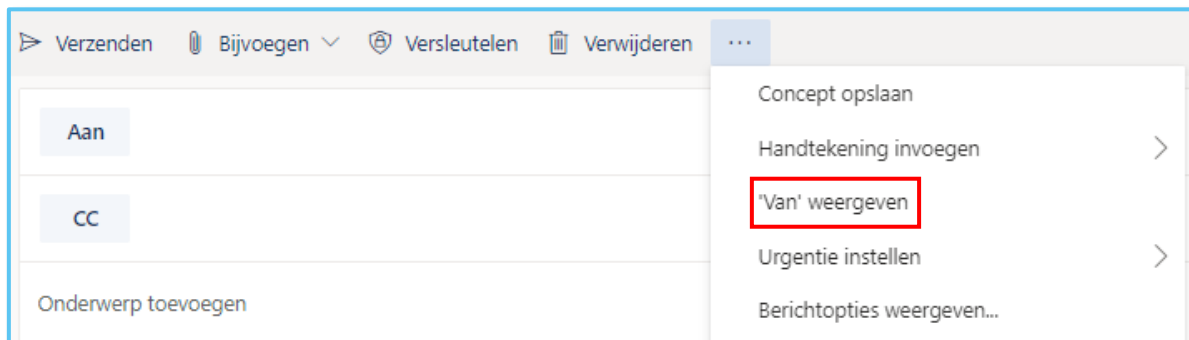 Verzenden Bijvoegen Versleutelen Verwijderen ...
Concept opslaan
Aan
Handtekening invoegen
'Van' weergeven
CC
Urgentie instellen
Onderwerp toevoegen
Berichtopties weergeven...